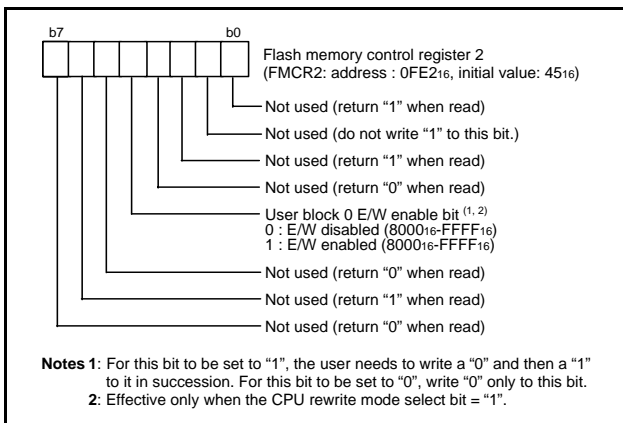 b7 b0
Flash memory control register 2
(FMCR2: address : 0FE216, initial value: 4516)
Not used (return “1” when read)
Not used (do not write “1” to this bit.)
Not used (return “1” when read)
Not used (return “0” when read)
User block 0 E/W enable bit (1, 2)
0 : E/W disabled (800016-FFFF16)
1 : E/W enabled (800016-FFFF16)
Not used (return “0” when read)
Not used (return “1” when read)
Not used (return “0” when read)
Notes 1: For this bit to be set to “1”, the user needs to write a “0” and then a “1”
to it in succession. For this bit to be set to “0”, write “0” only to this bit.
2: Effective only when the CPU rewrite mode select bit = “1”.